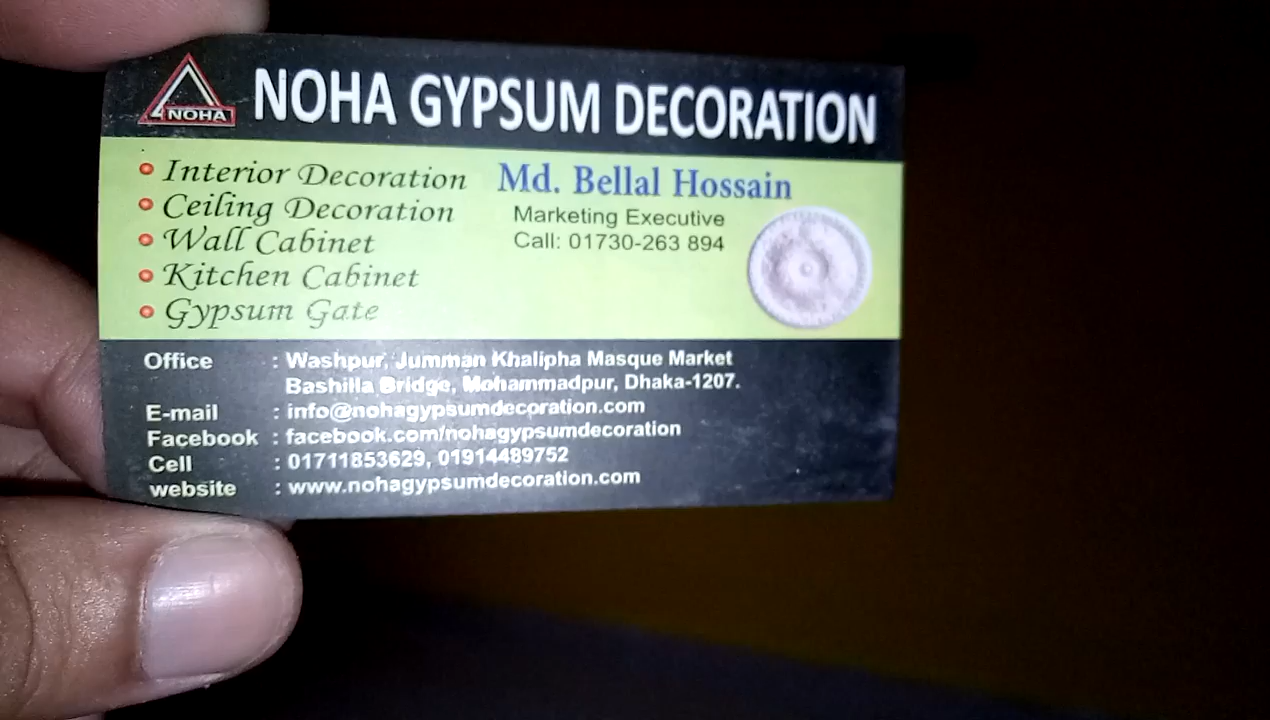 NOHA
NOHA GYPSUM DECORATION
Interior Decoration
Ceiling Decoration
Wall Cabinet
Kitchen Cabinet
Gypsum Gate
Md. Bellal Hossain
Marketing Executive
Call: 01730-263 894
Office : Washpur, Jumman Khalipha Masque Market
Bashilla Bridge, Mohammadpur, Dhaka-1207.
E-mail : info@nohagypsumdecoration.com
Facebook : facebook.com/nohagypsumdecoration
Cell : 01711853629, 01914489752
website : www.nohagypsumdecoration.com